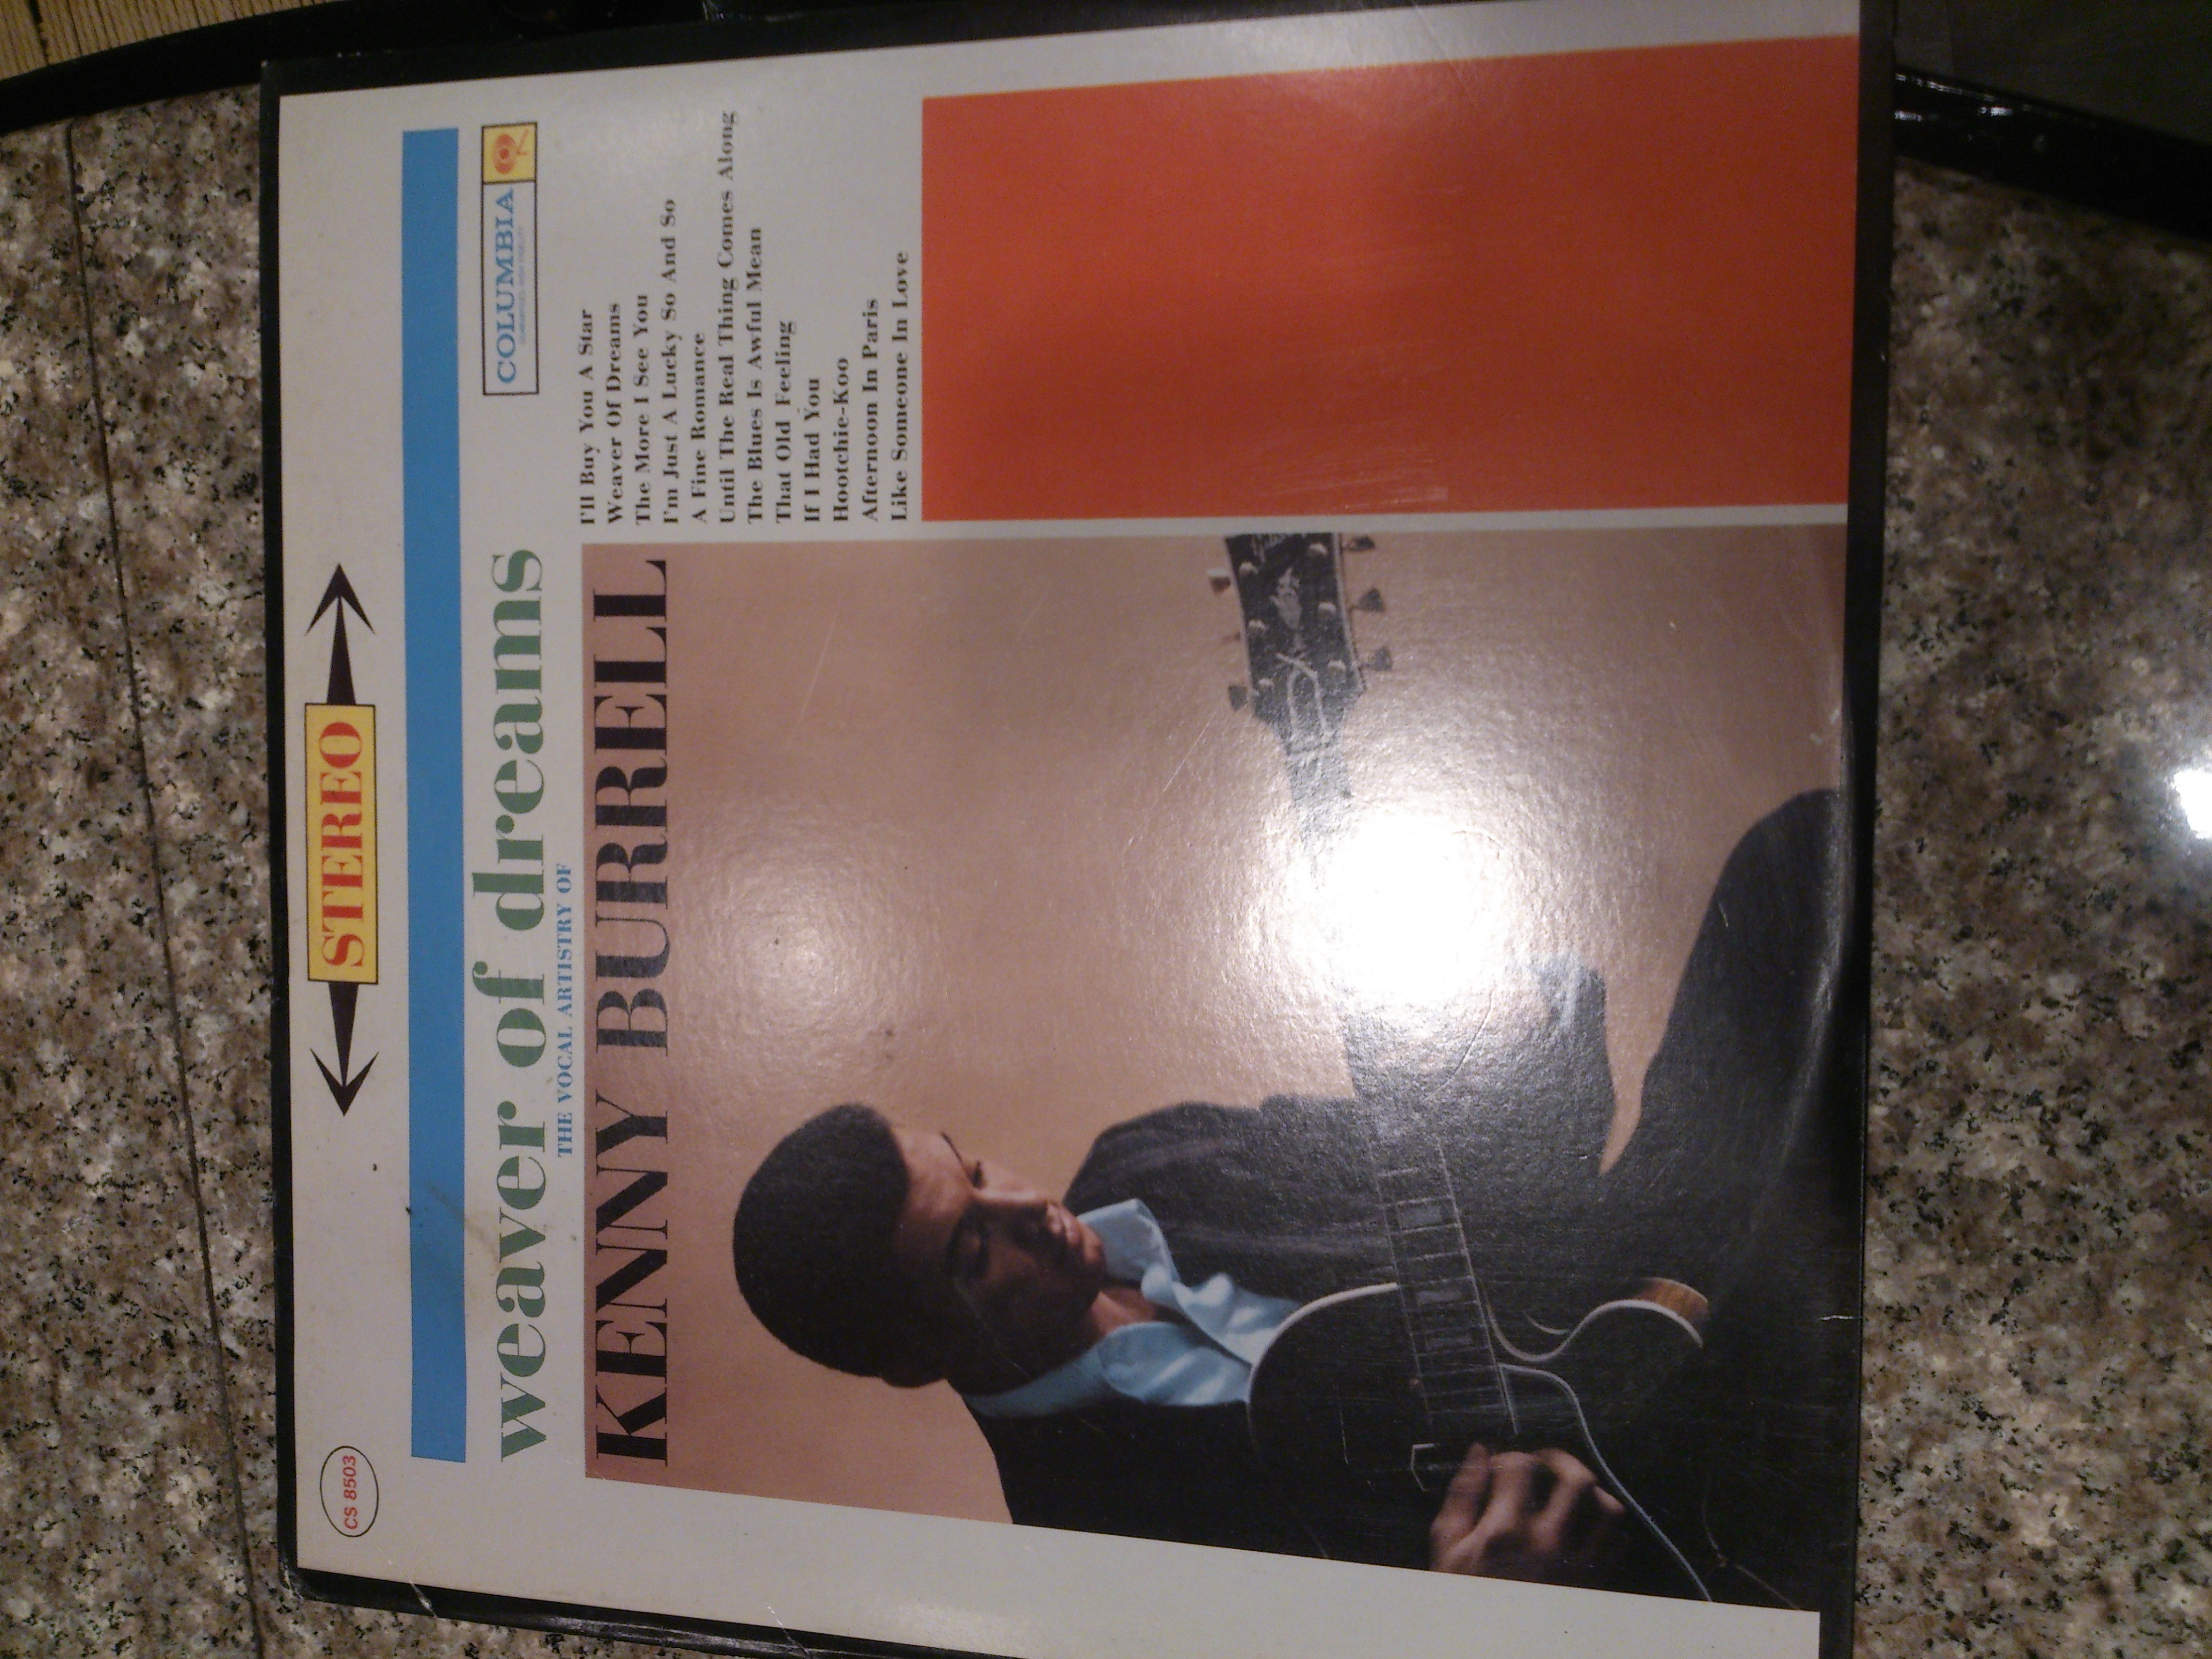 CS 8503
STEREO
weaver of dreams
COLUMBIA
THE VOCAL ARTISTRY OF
KENNY BURRELL
I'll Buy You A Star
Weaver Of Dreams
The More I See You
I'm Just A Lucky So And So
A Fine Romance
Until The Real Thing Comes Along
The Blues Is Awful Mean
That Old Feeling
If I Had You
Hootchie-Koo
Afternoon In Paris
Like Someone In Love